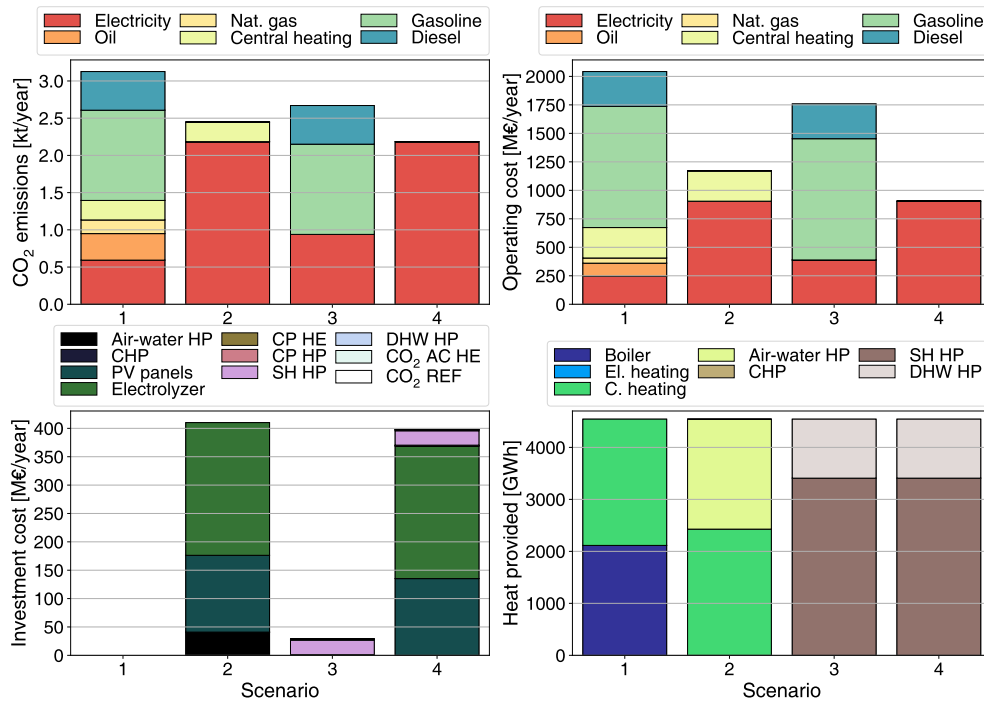 Electricity Nat. gas Gasoline
Oil Central heating Diesel
CO₂ emissions [kt/year]
3.0
2.5
2.0
1.5
1.0
0.5
0.0
1 2 3 4
Electricity Nat. gas Gasoline
Oil Central heating Diesel
Operating cost [M€/year]
2000
1750
1500
1250
1000
750
500
250
0
1 2 3 4
Air-water HP CP HE DHW HP
CHP CP HP CO₂ AC HE
PV panels SH HP CO₂ REF
Electrolyzer
Investment cost [M€/year]
400
350
300
250
200
150
100
50
0
1 2 3 4
Scenario
Boiler Air-water HP SH HP
El. heating CHP DHW HP
C. heating
Heat provided [GWh]
4000
3000
2000
1000
0
1 2 3 4
Scenario